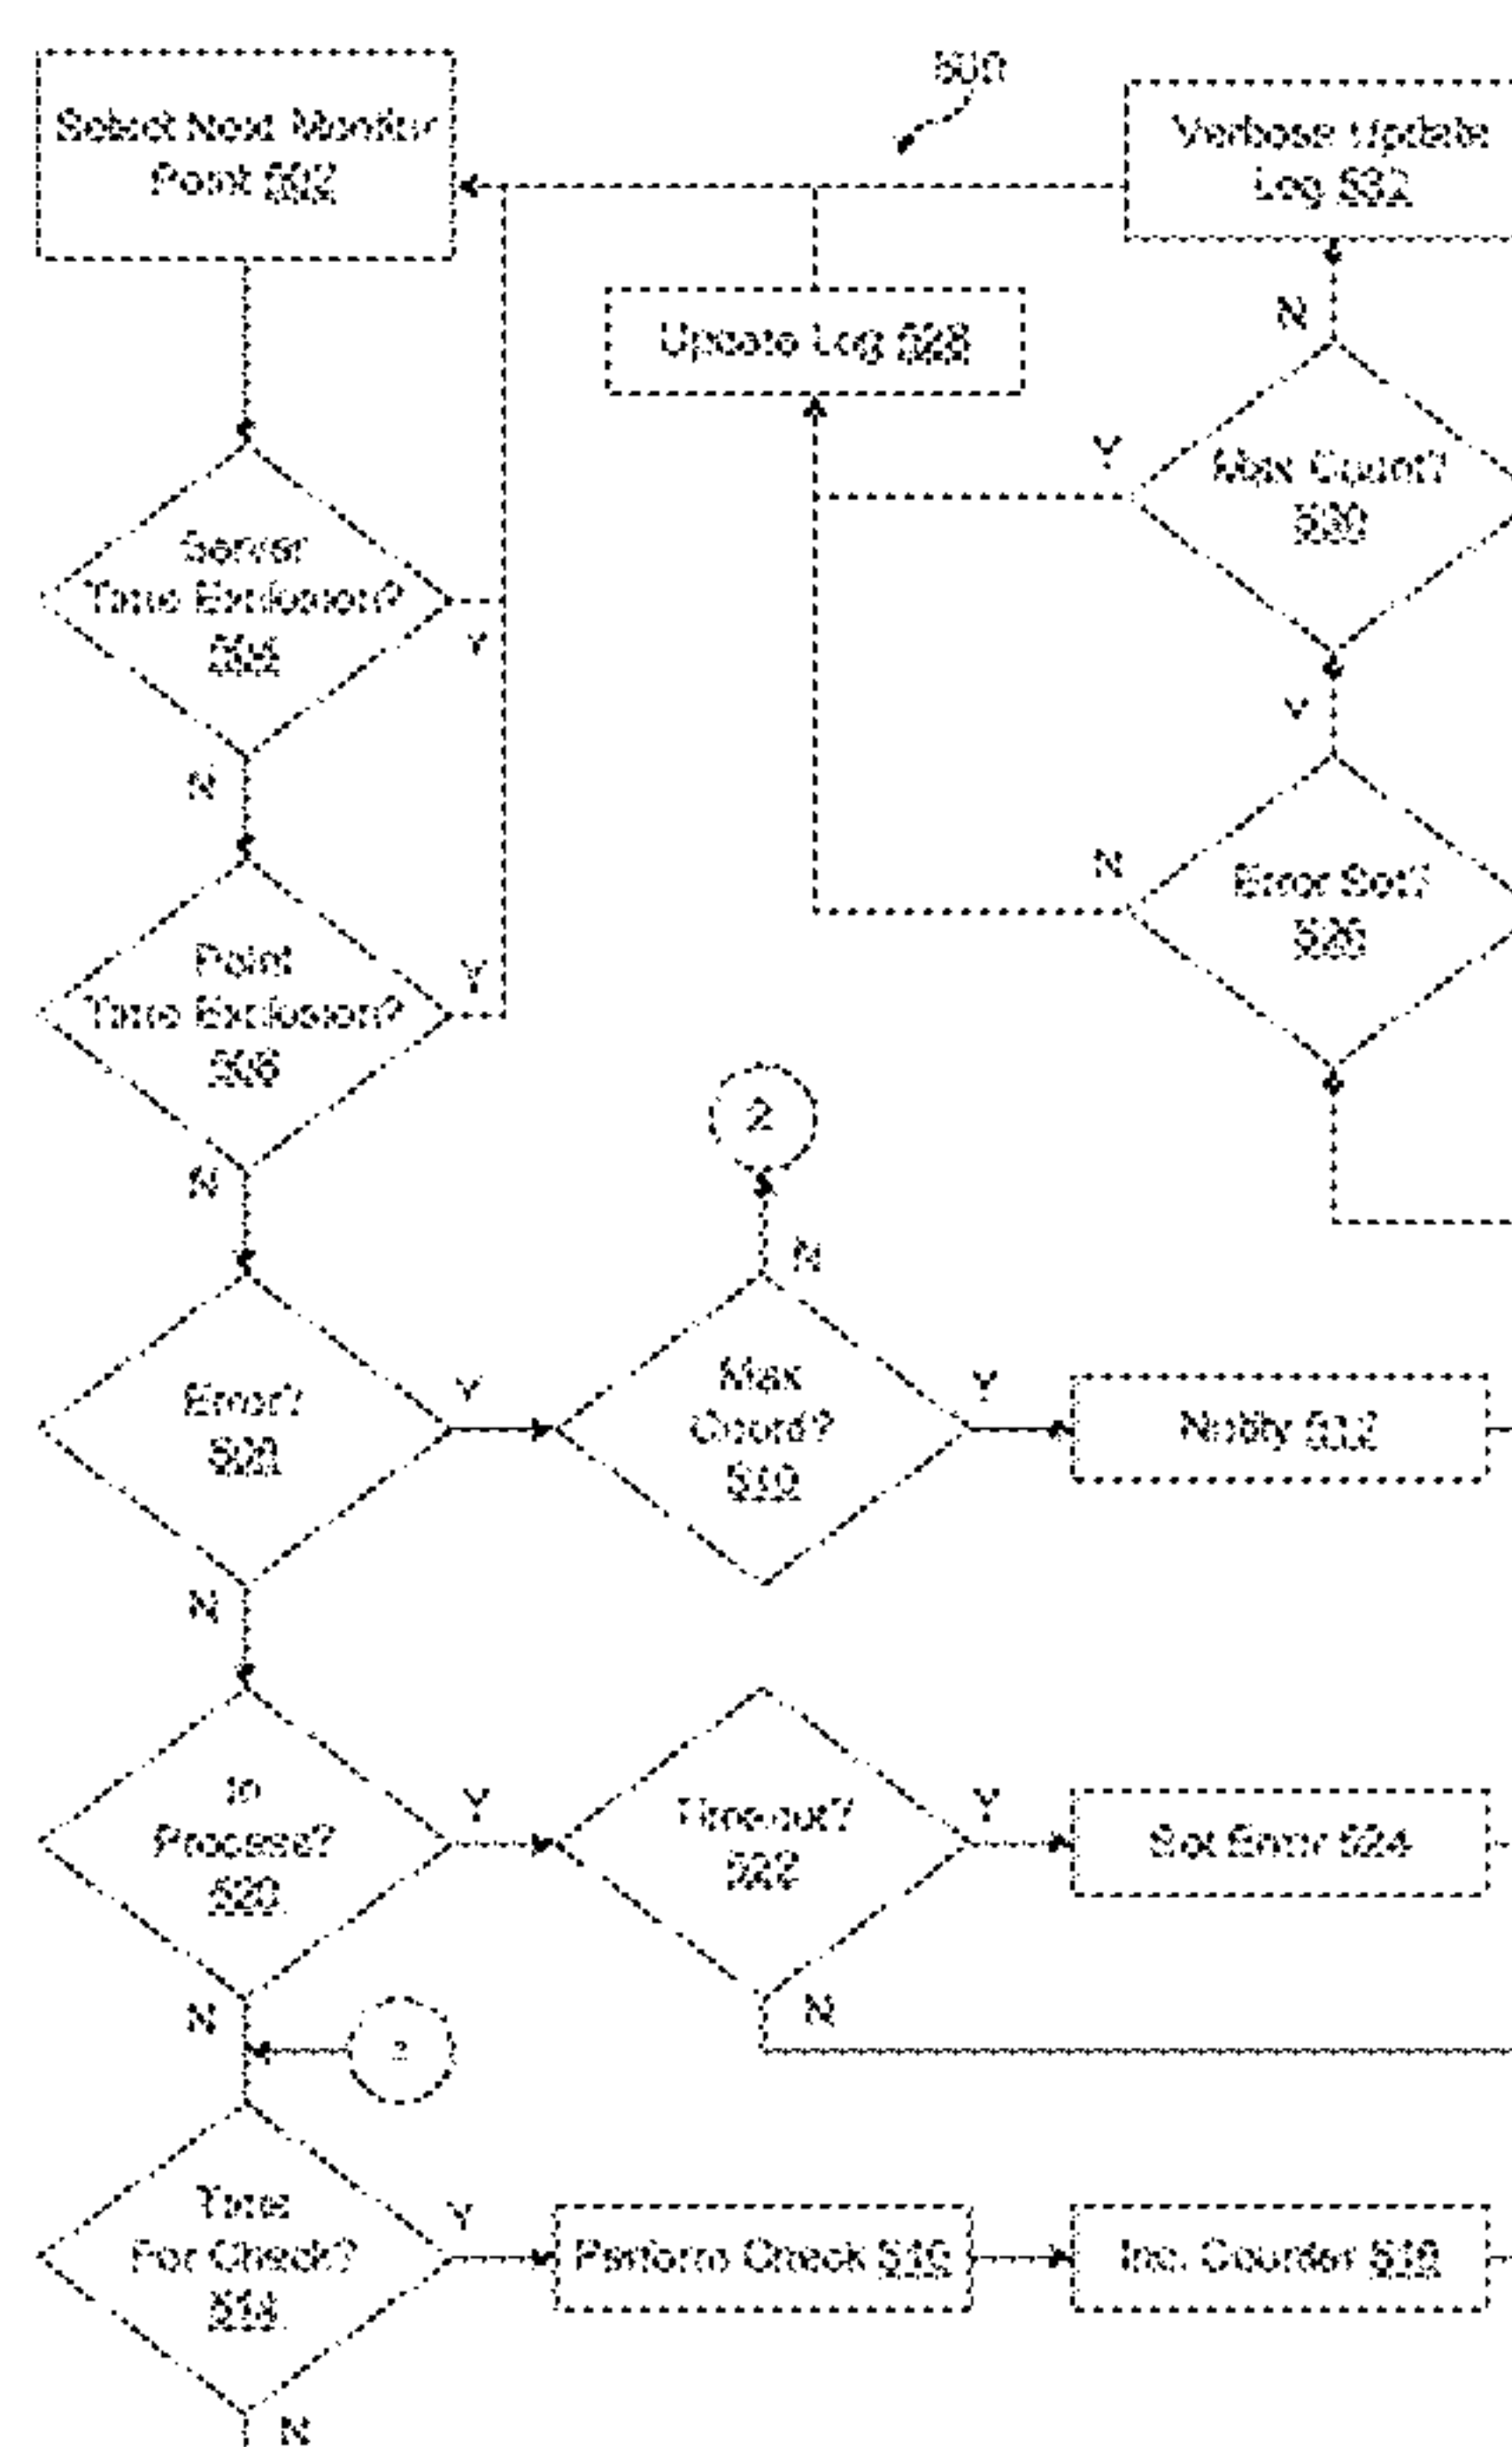 500
Select Next Monitor
Point 502
Verbose Update
Log 532
Update Log 528
N
Y
Max Count?
530
Server
Time Exclusion?
504
Y
Y
N
N
Error Set?
526
Point
Time Exclusion?
506
Y
N
2
N
Error?
508
Y
Max
Count?
510
Y
Notify 512
N
In
Process?
520
Y
Timeout?
522
Y
Set Error 524
N
N
2
Time
For Check?
514
Y
Perform Check 516
Inc. Counter 518
N